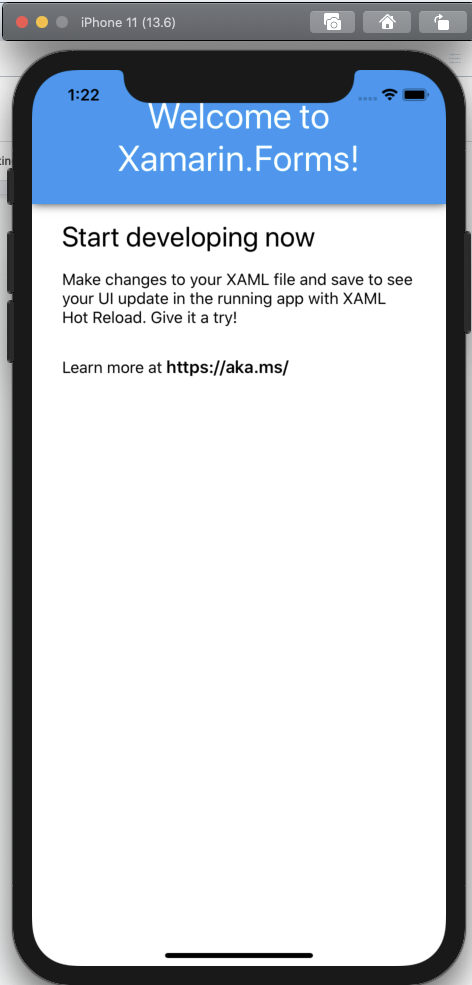 iPhone 11 (13.6)
1:22
Welcome to
Xamarin.Forms!
Start developing now
Make changes to your XAML file and save to see
your UI update in the running app with XAML
Hot Reload. Give it a try!
Learn more at https://aka.ms/